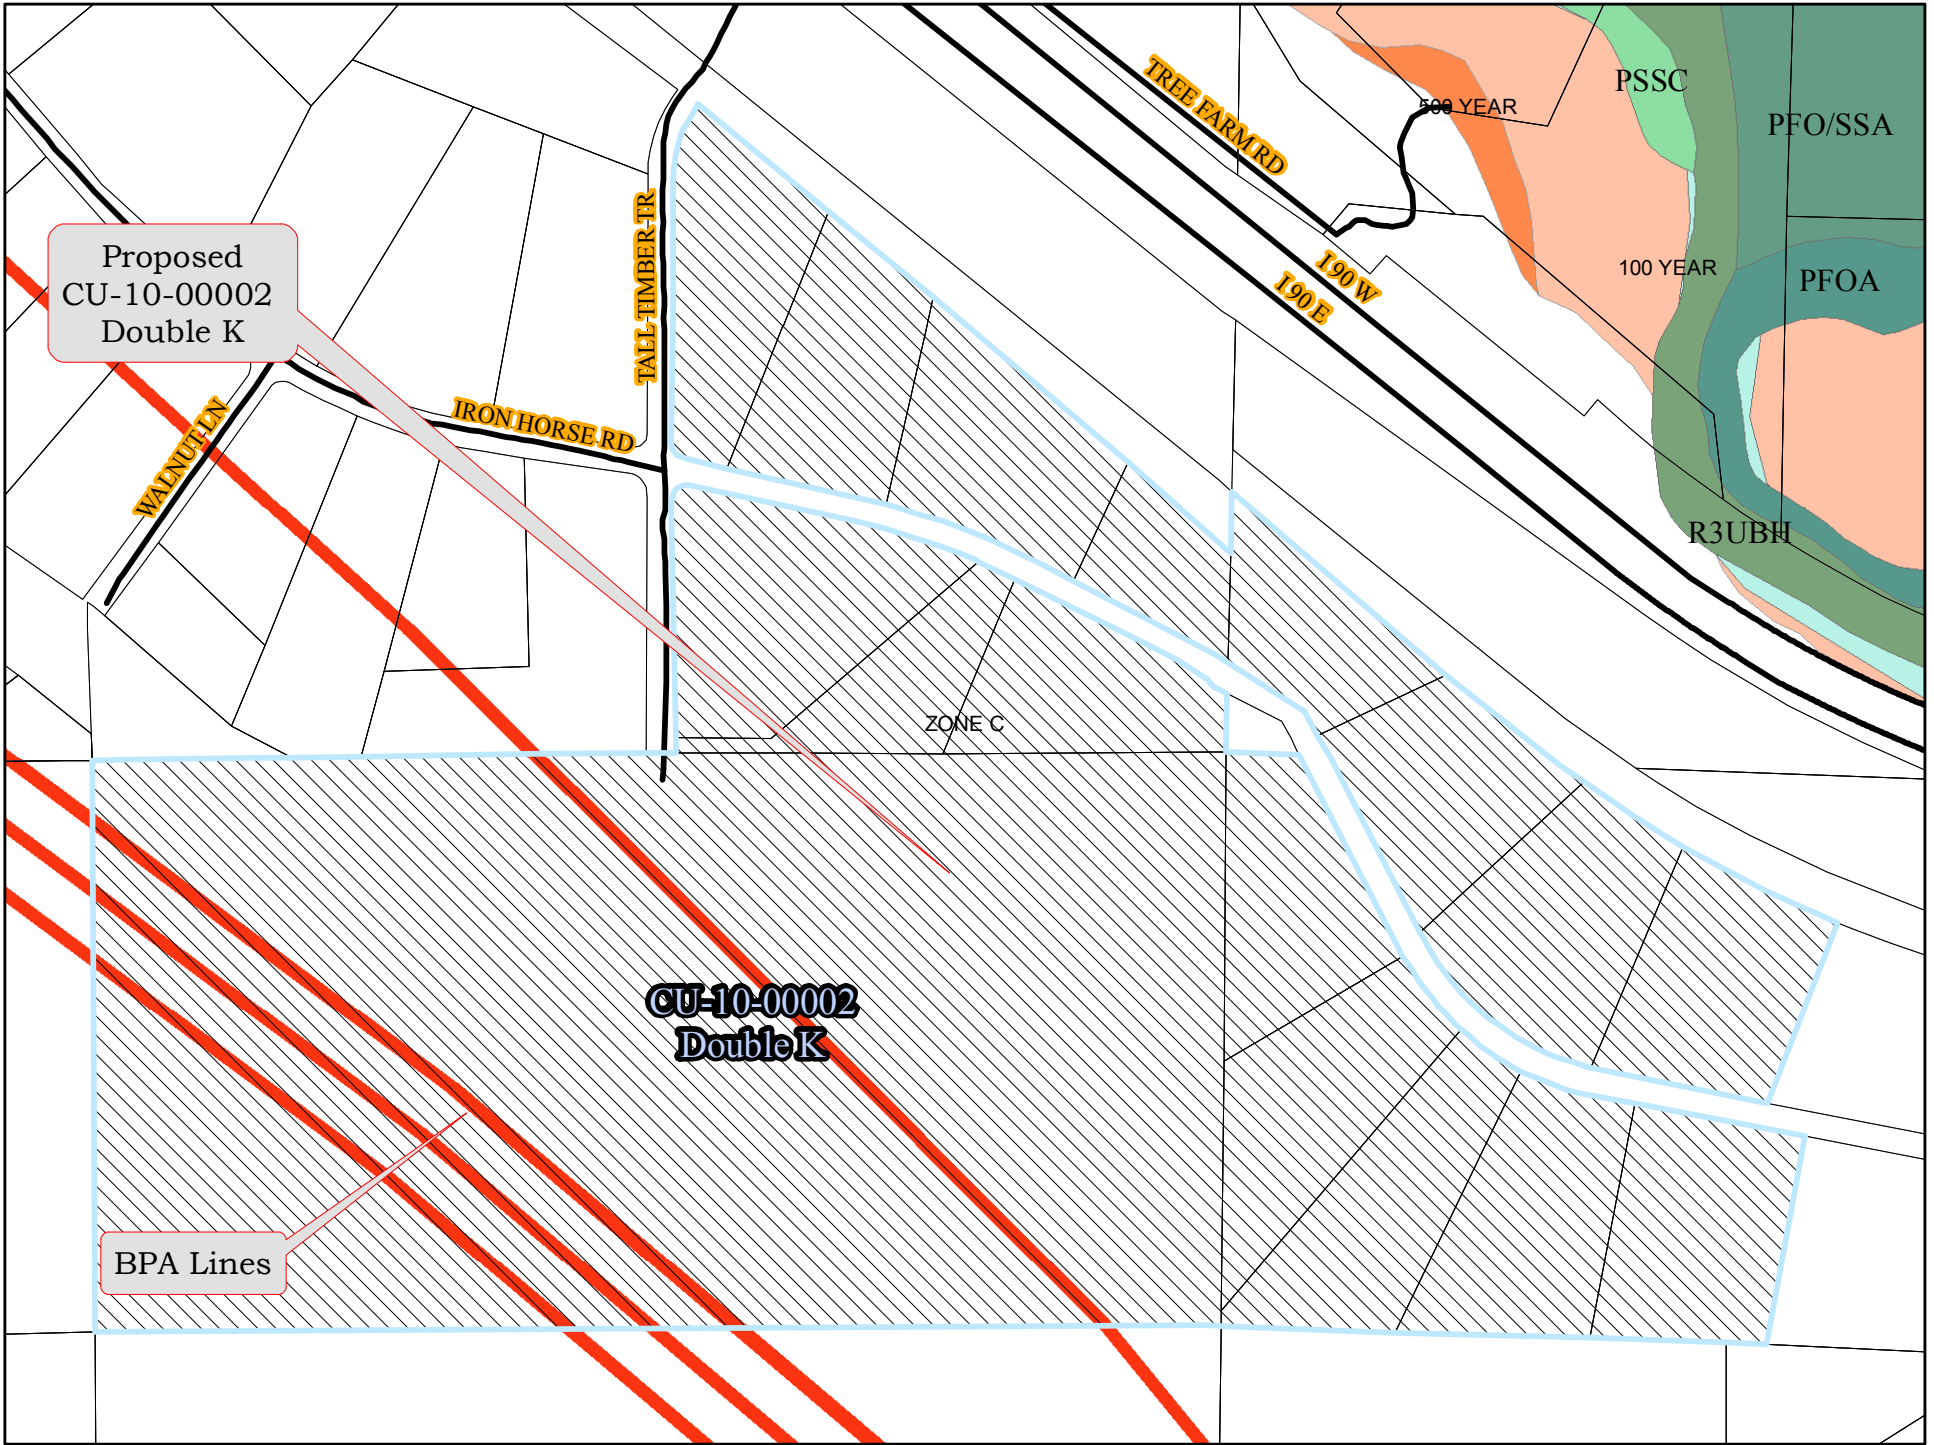 PSSC
TREE FARM RD
500 YEAR
PFO/SSA
Proposed
CU-10-00002
Double K
TALL TIMBER TR
I 90 W
I 90 E
100 YEAR
PFOA
IRON HORSE RD
WALNUT LN
R3UBH
ZONE C
CU-10-00002
Double K
BPA Lines